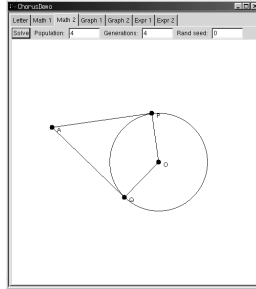 ChorusDemo
Letter Math 1 Math 2 Graph 1 Graph 2 Expr 1 Expr 2
Solve Population: 4 Generations: 4 Rand seed: 0
P
A
O
Q